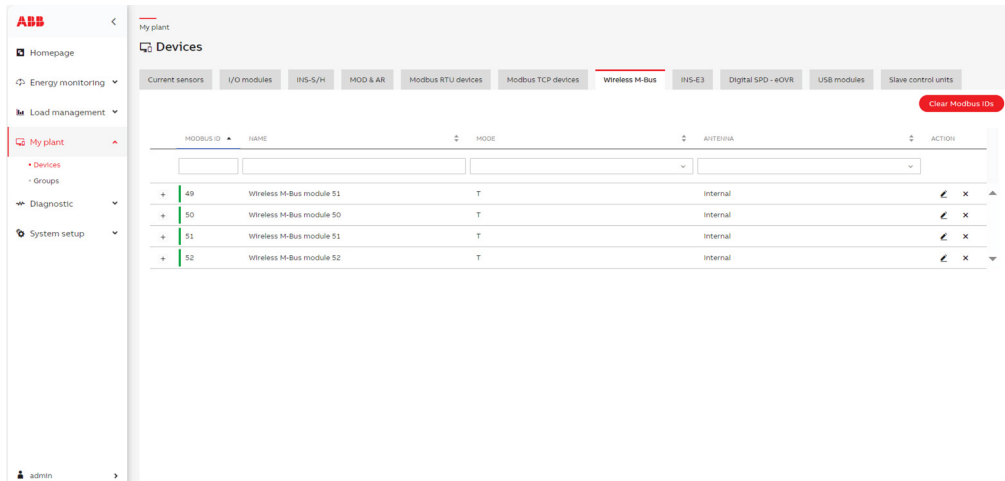 ABB
Homepage
Energy monitoring
Load management
My plant
• Devices
- Groups
Diagnostic
System setup
admin
My plant
Devices
Current sensors
I/O modules
INS-S/H
MOD & AR
Modbus RTU devices
Modbus TCP devices
Wireless M-Bus
INS-E3
Digital SPD - eOVR
USB modules
Slave control units
Clear Modbus IDs
MODBUS ID NAME MODE ANTENNA ACTION
+ 49 Wireless M-Bus module 51 T Internal
+ 50 Wireless M-Bus module 50 T Internal
+ 51 Wireless M-Bus module 51 T Internal
+ 52 Wireless M-Bus module 52 T Internal